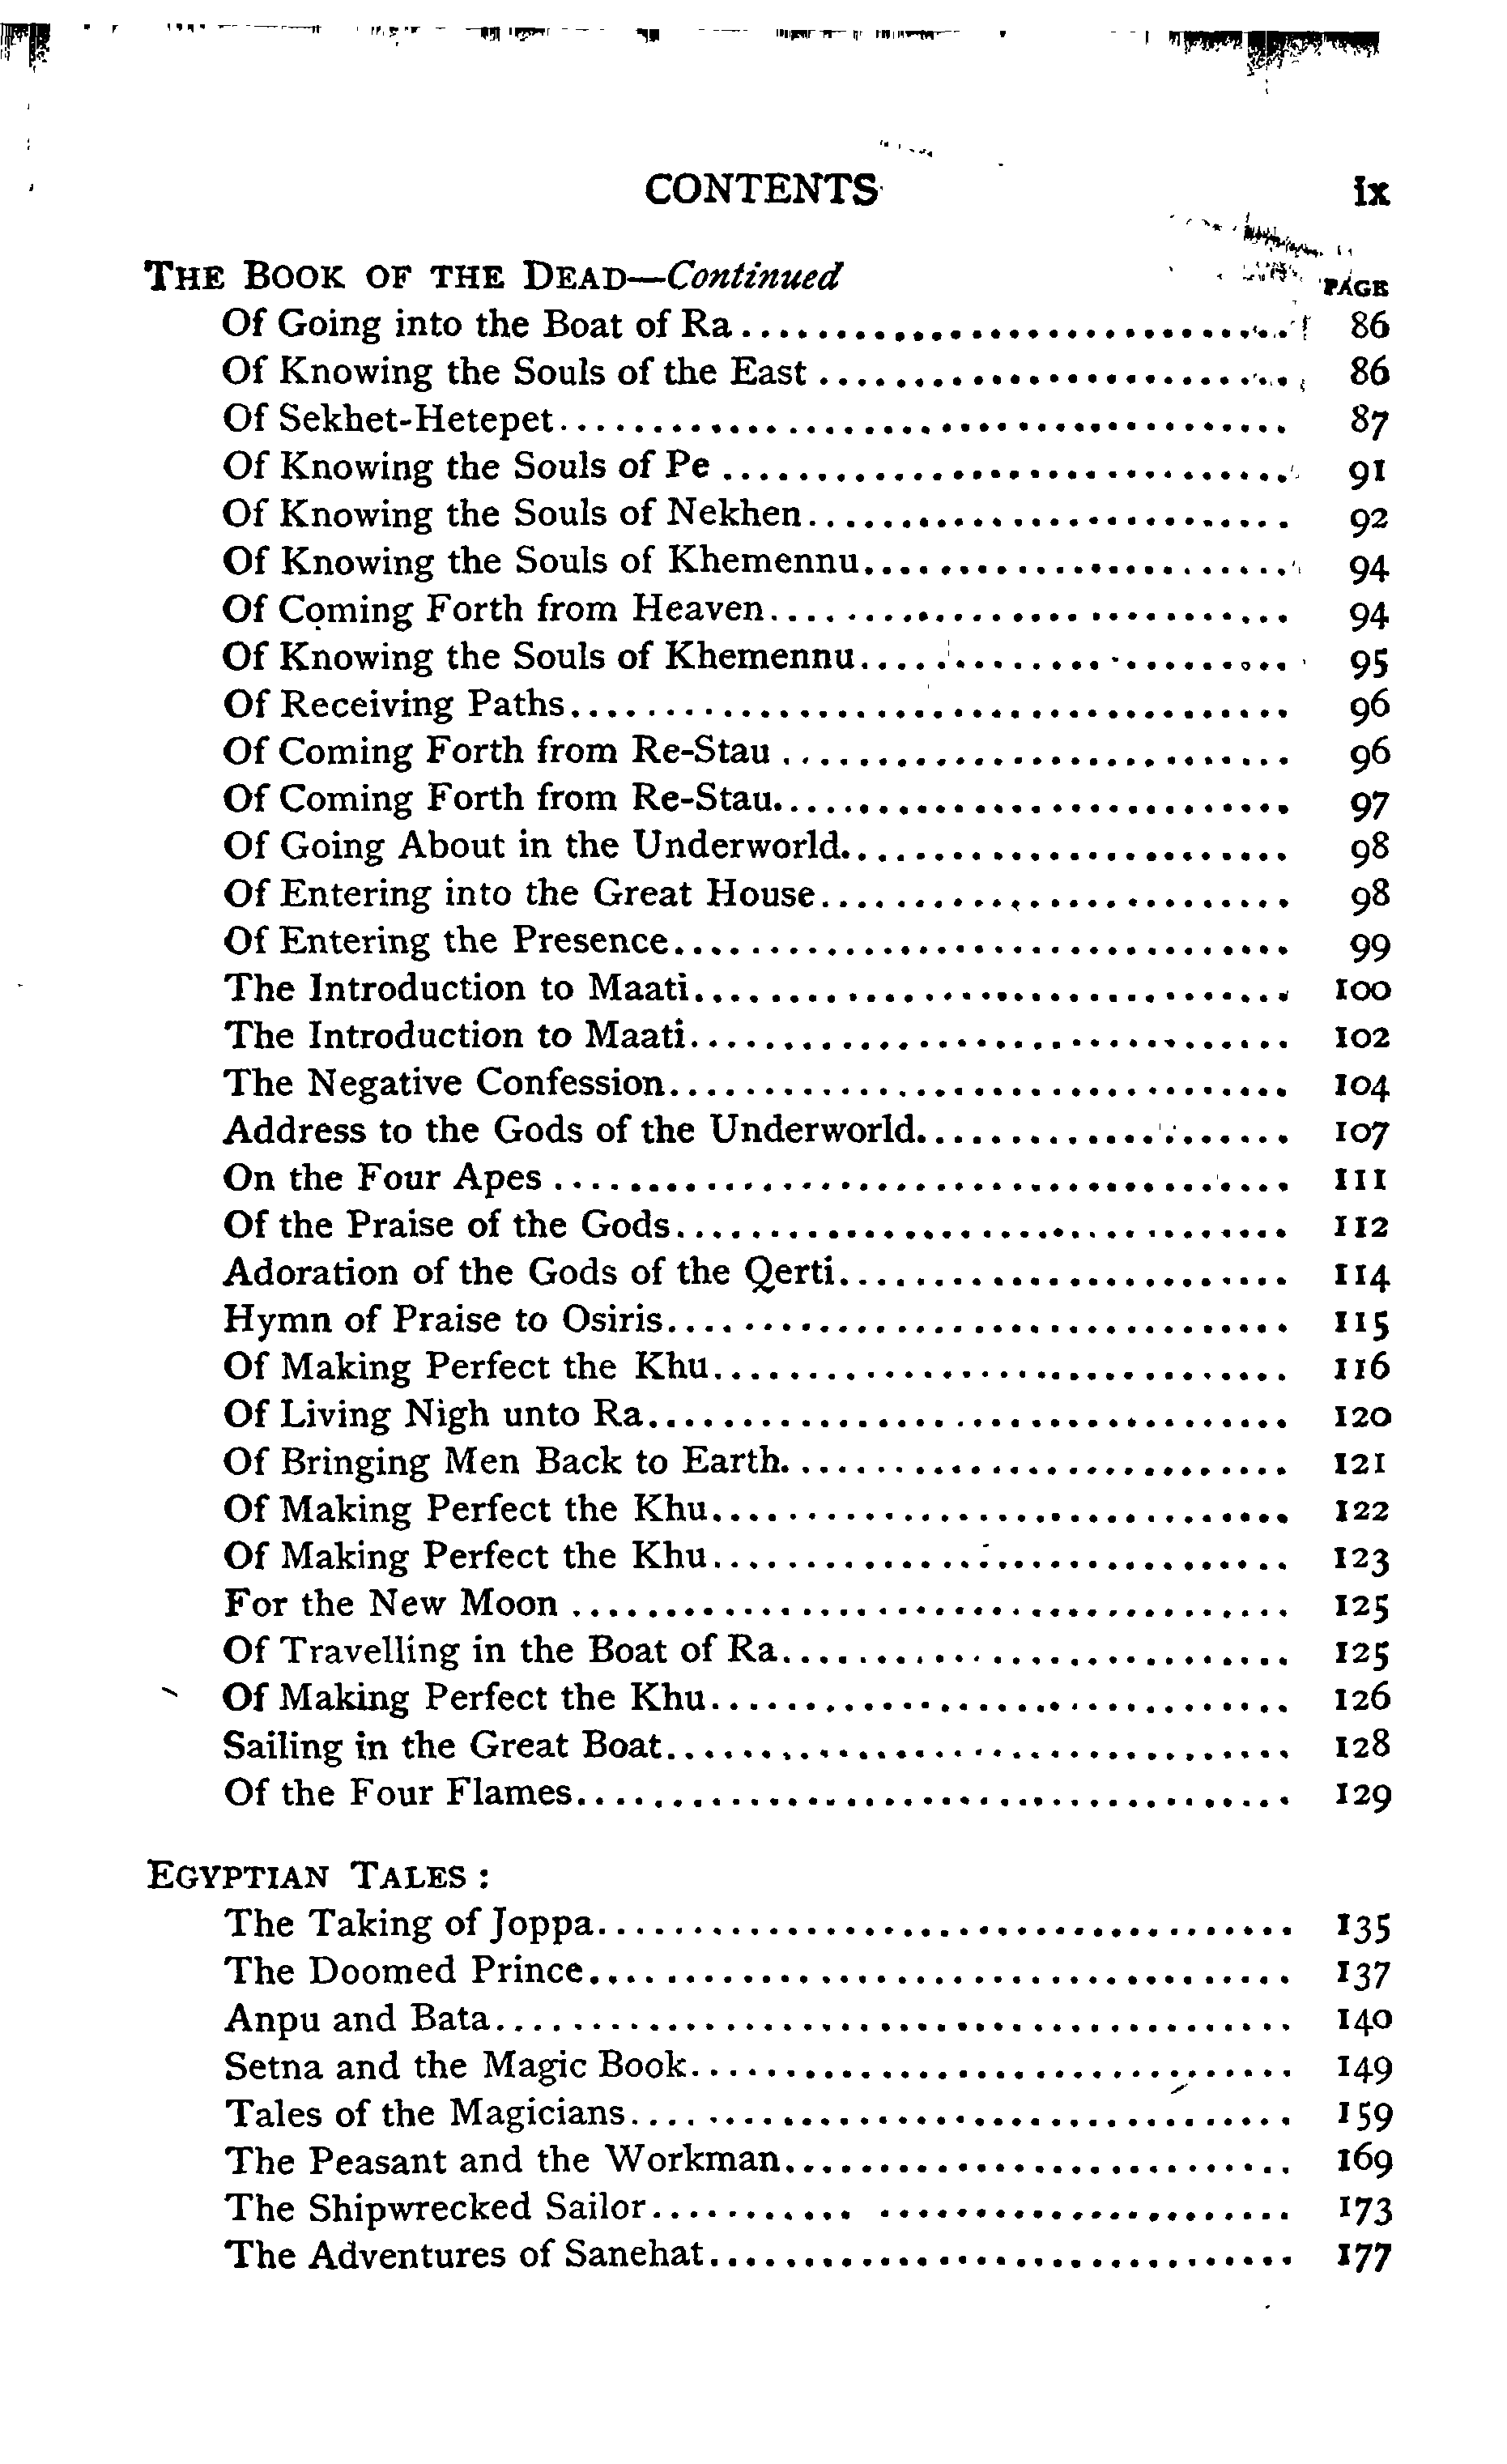 CONTENTS ix
THE BOOK OF THE DEAD—Continued PAGE
Of Going into the Boat of Ra 86
Of Knowing the Souls of the East 86
Of Sekhet-Hetepet 87
Of Knowing the Souls of Pe 91
Of Knowing the Souls of Nekhen 92
Of Knowing the Souls of Khemennu 94
Of Coming Forth from Heaven 94
Of Knowing the Souls of Khemennu 95
Of Receiving Paths 96
Of Coming Forth from Re-Stau 96
Of Coming Forth from Re-Stau 97
Of Going About in the Underworld 98
Of Entering into the Great House 98
Of Entering the Presence 99
The Introduction to Maati 100
The Introduction to Maati 102
The Negative Confession 104
Address to the Gods of the Underworld 107
On the Four Apes 111
Of the Praise of the Gods 112
Adoration of the Gods of the Qerti 114
Hymn of Praise to Osiris 115
Of Making Perfect the Khu 116
Of Living Nigh unto Ra 120
Of Bringing Men Back to Earth 121
Of Making Perfect the Khu 122
Of Making Perfect the Khu 123
For the New Moon 125
Of Travelling in the Boat of Ra 125
Of Making Perfect the Khu 126
Sailing in the Great Boat 128
Of the Four Flames 129
EGYPTIAN TALES:
The Taking of Joppa 135
The Doomed Prince 137
Anpu and Bata 140
Setna and the Magic Book 149
Tales of the Magicians 159
The Peasant and the Workman 169
The Shipwrecked Sailor 173
The Adventures of Sanehat 177